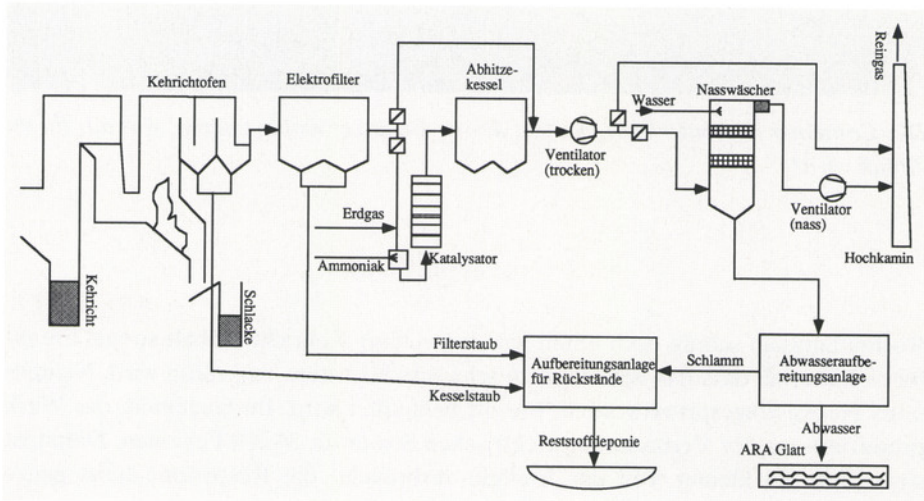 Reingas
Kehrichtofen
Elektrofilter
Abhitze-
kessel
Nasswäscher
Wasser
Ventilator
(trocken)
Ventilator
(nass)
Hochkamin
Erdgas
Ammoniak
Katalysator
Kehricht
Schlacke
Filterstaub
Kesselstaub
Aufbereitungsanlage
für Rückstände
Schlamm
Abwasseraufbe-
reitungsanlage
Reststoffdeponie
Abwasser
ARA Glatt